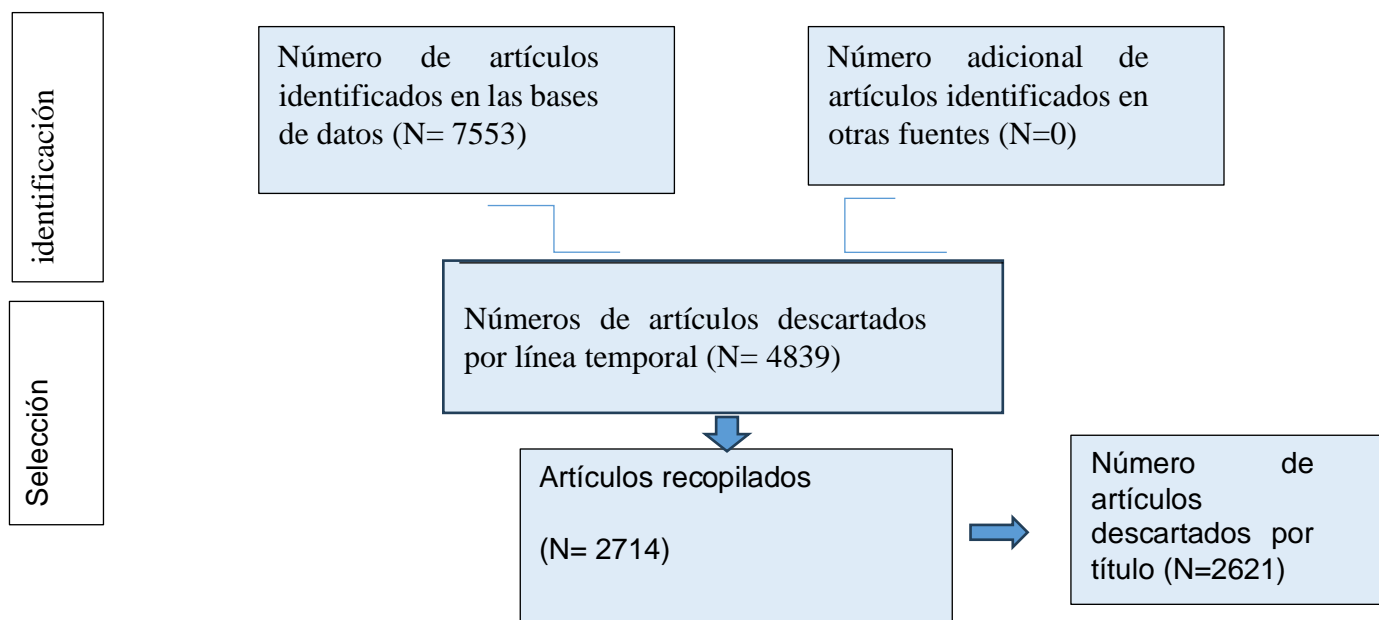 identificación
Número de artículos
identificados en las bases
de datos (N= 7553)
Número adicional de
artículos identificados en
otras fuentes (N=0)
Selección
Números de artículos descartados
por línea temporal (N= 4839)
Artículos recopilados
(N= 2714)
Número de
artículos
descartados por
título (N=2621)